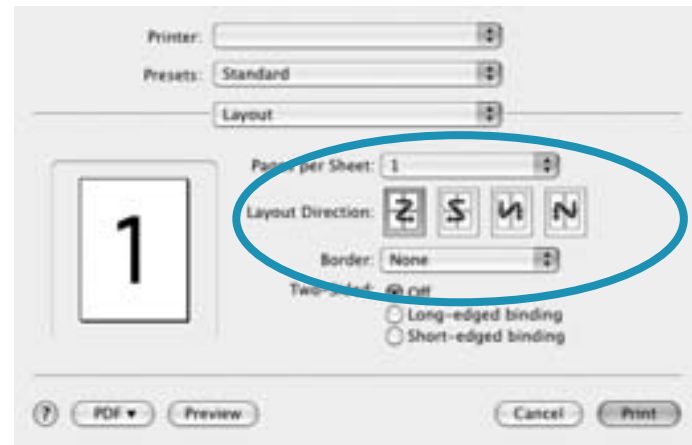 Printer:
Presets: Standard
Layout
Pages per Sheet: 1
Layout Direction:
1
Border: None
Two-Sided: Off
Long-edged binding
Short-edged binding
? PDF Preview Cancel Print